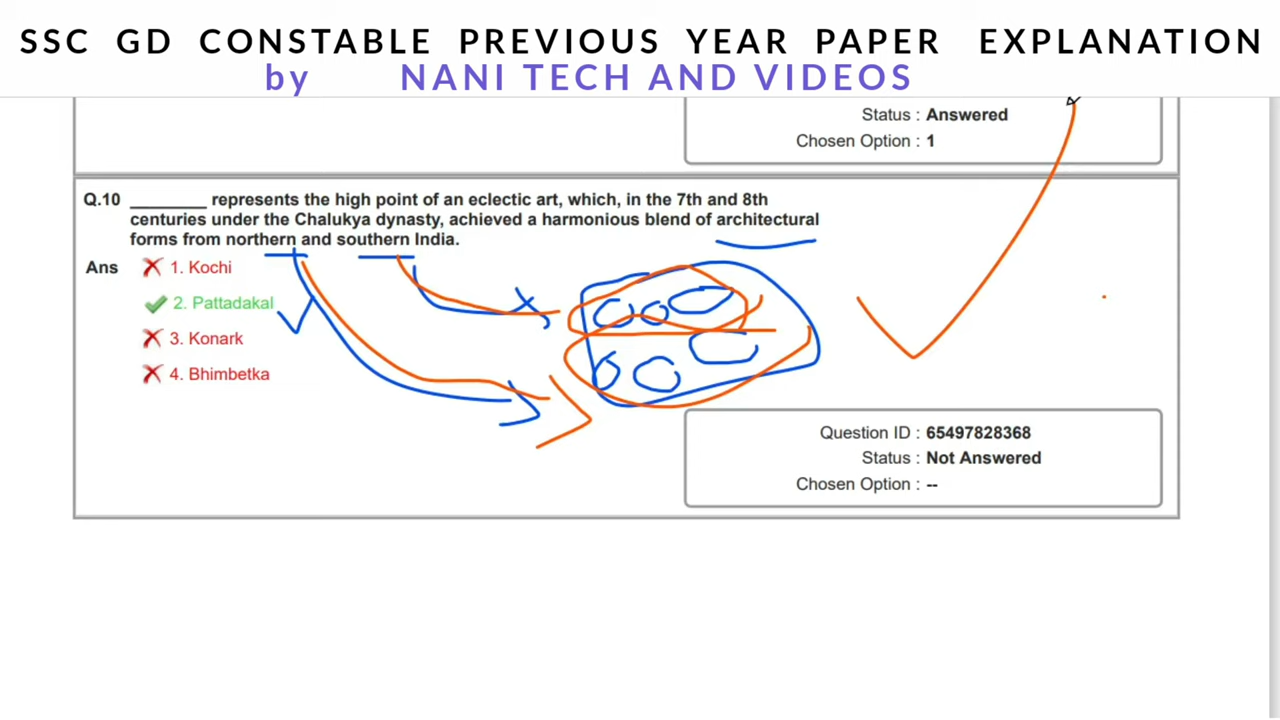 SSC GD CONSTABLE PREVIOUS YEAR PAPER EXPLANATION
by NANI TECH AND VIDEOS
Status : Answered
Chosen Option : 1
Q.10 ________ represents the high point of an eclectic art, which, in the 7th and 8th
centuries under the Chalukya dynasty, achieved a harmonious blend of architectural
forms from northern and southern India.
Ans 1. Kochi
2. Pattadakal
3. Konark
4. Bhimbetka
Question ID : 65497828368
Status : Not Answered
Chosen Option : --